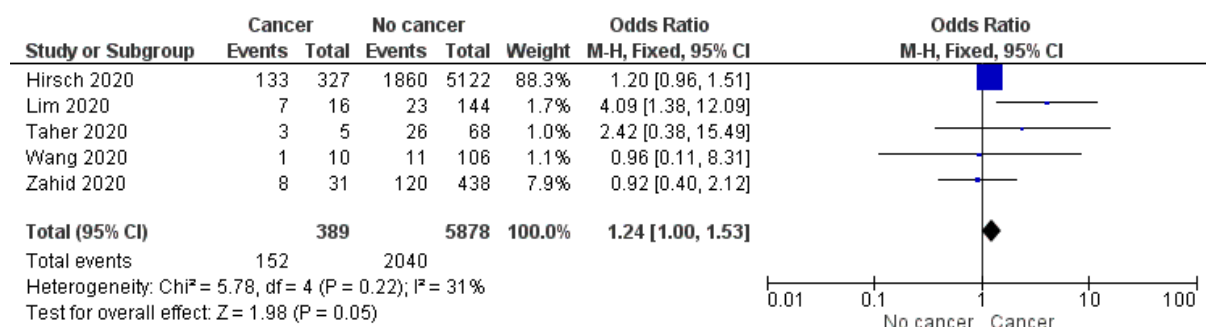 Cancer No cancer Odds Ratio Odds Ratio
Study or Subgroup Events Total Events Total Weight M-H, Fixed, 95% CI M-H, Fixed, 95% CI
Hirsch 2020 133 327 1860 5122 88.3% 1.20 [0.96, 1.51]
Lim 2020 7 16 23 144 1.7% 4.09 [1.38, 12.09]
Taher 2020 3 5 26 68 1.0% 2.42 [0.38, 15.49]
Wang 2020 1 10 11 106 1.1% 0.96 [0.11, 8.31]
Zahid 2020 8 31 120 438 7.9% 0.92 [0.40, 2.12]
Total (95% CI) 389 5878 100.0% 1.24 [1.00, 1.53]
Total events 152 2040
Heterogeneity: Chi² = 5.78, df = 4 (P = 0.22); I² = 31%
Test for overall effect: Z = 1.98 (P = 0.05)
0.01 0.1 1 10 100
No cancer Cancer